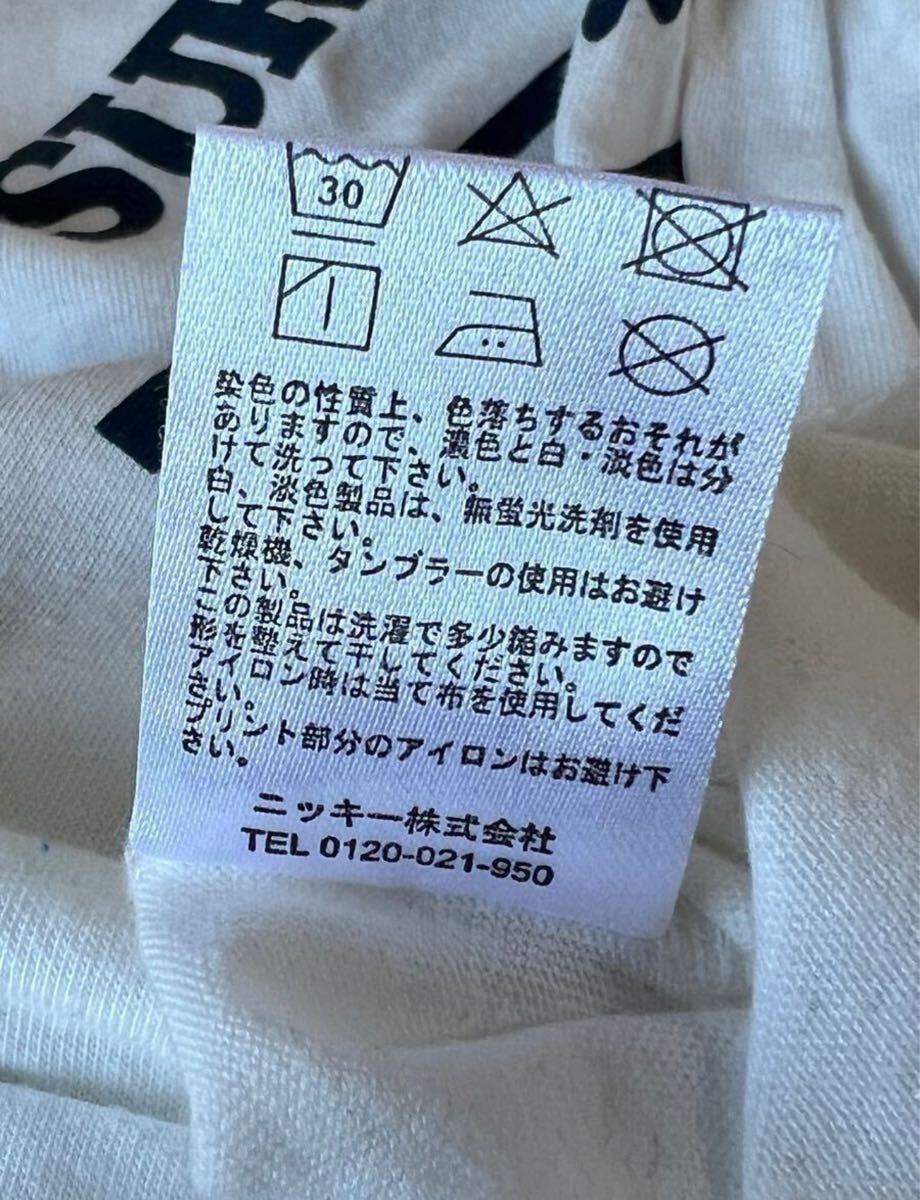 SUR
30
染色の性質上、色落ちするおそれが
ありますので、濃色と白・淡色は分
けて洗って下さい。
白、淡色製品は、無蛍光洗剤を使用
して下さい。
乾燥機、タンブラーの使用はお避け
下さい。
この製品は洗濯で多少縮みますので
形を整えて干してください。
アイロン時は当て布を使用してくだ
さい。
プリント部分のアイロンはお避け下
さい。
ニッキー株式会社
TEL 0120-021-950